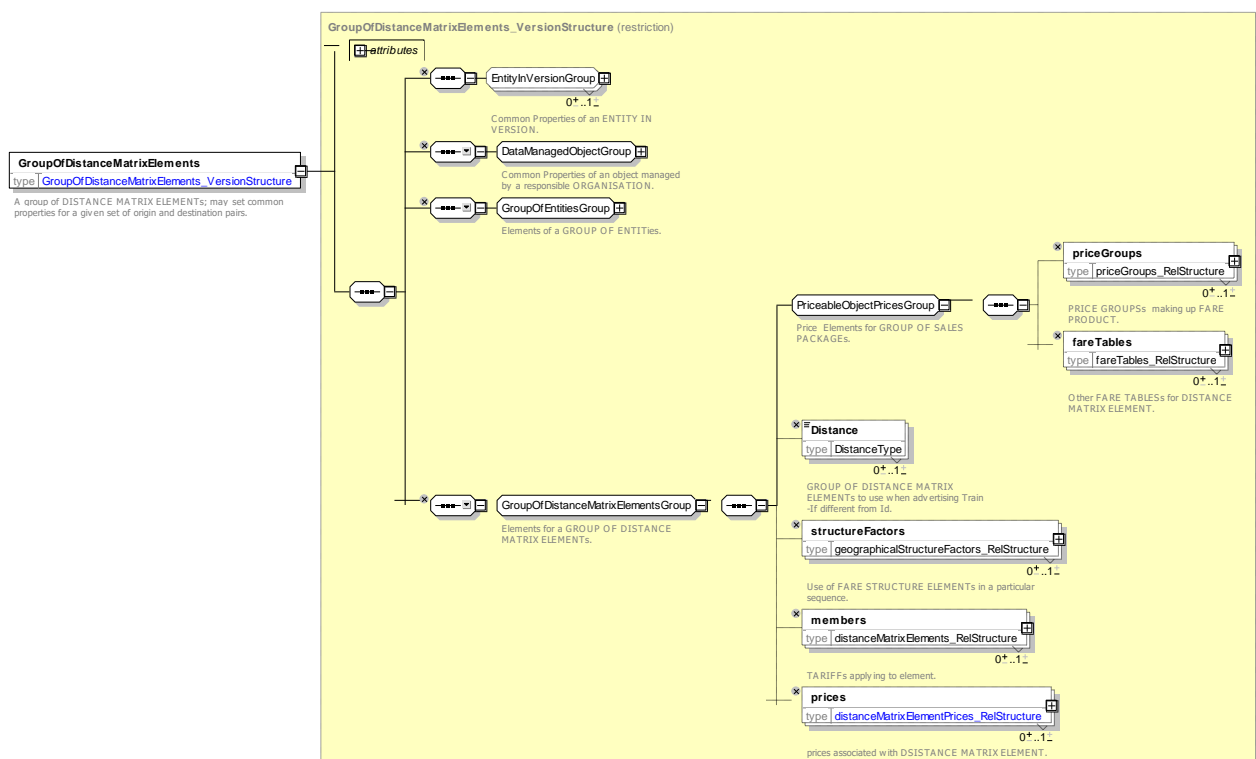 GroupOfDistanceMatrixElements_VersionStructure (restriction)
attributes
EntityInVersionGroup
0..1
Common Properties of an ENTITY IN
VERSION.
DataManagedObjectGroup
Common Properties of an object managed
by a responsible ORGANISATION.
GroupOfDistanceMatrixElements
type GroupOfDistanceMatrixElements_VersionStructure
A group of DISTANCE MATRIX ELEMENTs; may set common
properties for a given set of origin and destination pairs.
GroupOfEntitiesGroup
Elements of a GROUP OF ENTITies.
priceGroups
type priceGroups_RelStructure
0..1
PRICE GROUPSs making up FARE
PRODUCT.
PriceableObjectPricesGroup
Price Elements for GROUP OF SALES
PACKAGEs.
fareTables
type fareTables_RelStructure
0..1
Other FARE TABLESs for DISTANCE
MATRIX ELEMENT.
Distance
type DistanceType
0..1
GROUP OF DISTANCE MATRIX
ELEMENTs to use when advertising Train
-If different from Id.
GroupOfDistanceMatrixElementsGroup
Elements for a GROUP OF DISTANCE
MATRIX ELEMENTs.
structureFactors
type geographicalStructureFactors_RelStructure
0..1
Use of FARE STRUCTURE ELEMENTs in a particular
sequence.
members
type distanceMatrixElements_RelStructure
0..1
TARIFFs applying to element.
prices
type distanceMatrixElementPrices_RelStructure
0..1
prices associated with DSISTANCE MATRIX ELEMENT.